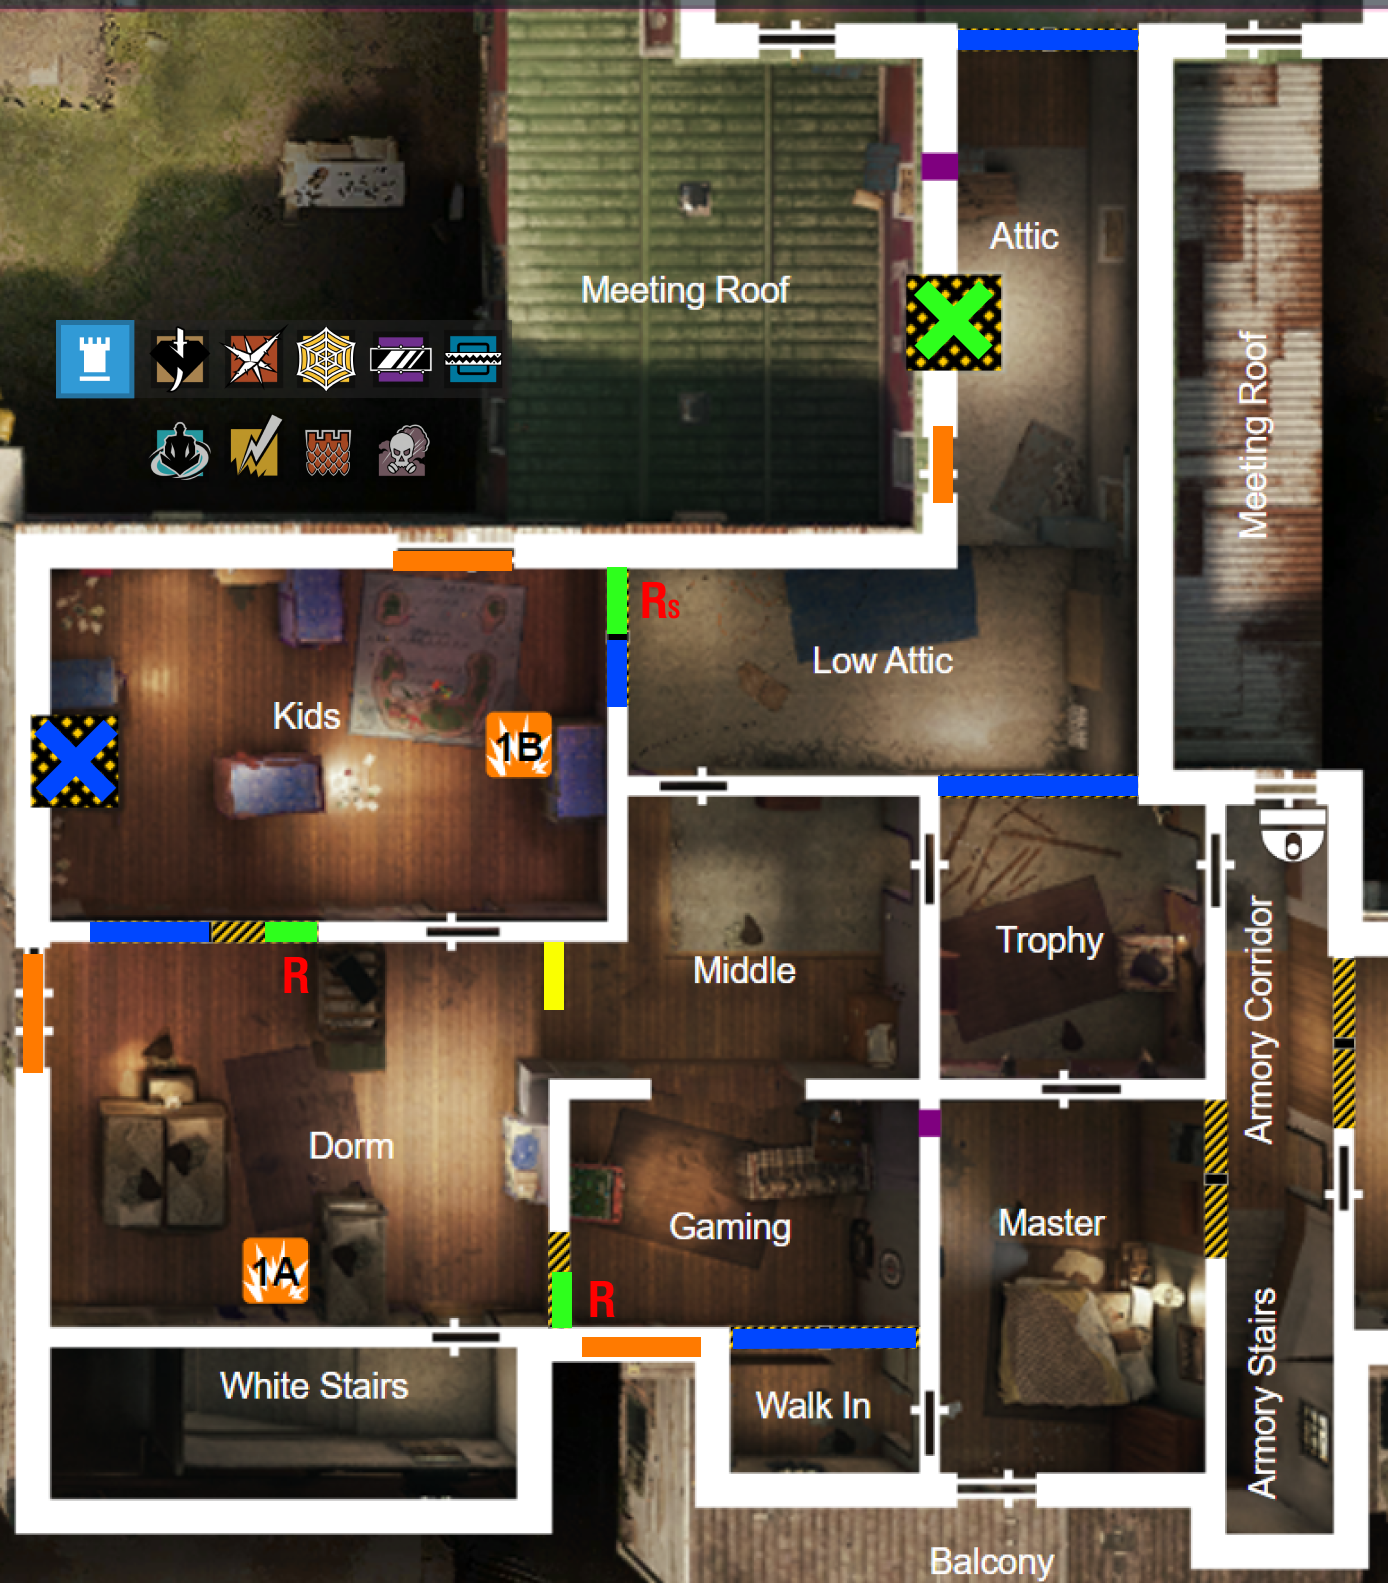 Attic
Meeting Roof
Meeting Roof
Rs
Low Attic
Kids
1B
Trophy
Armory Corridor
Middle
R
Dorm
Master
Gaming
1A
R
White Stairs
Walk In
Armory Stairs
Balcony